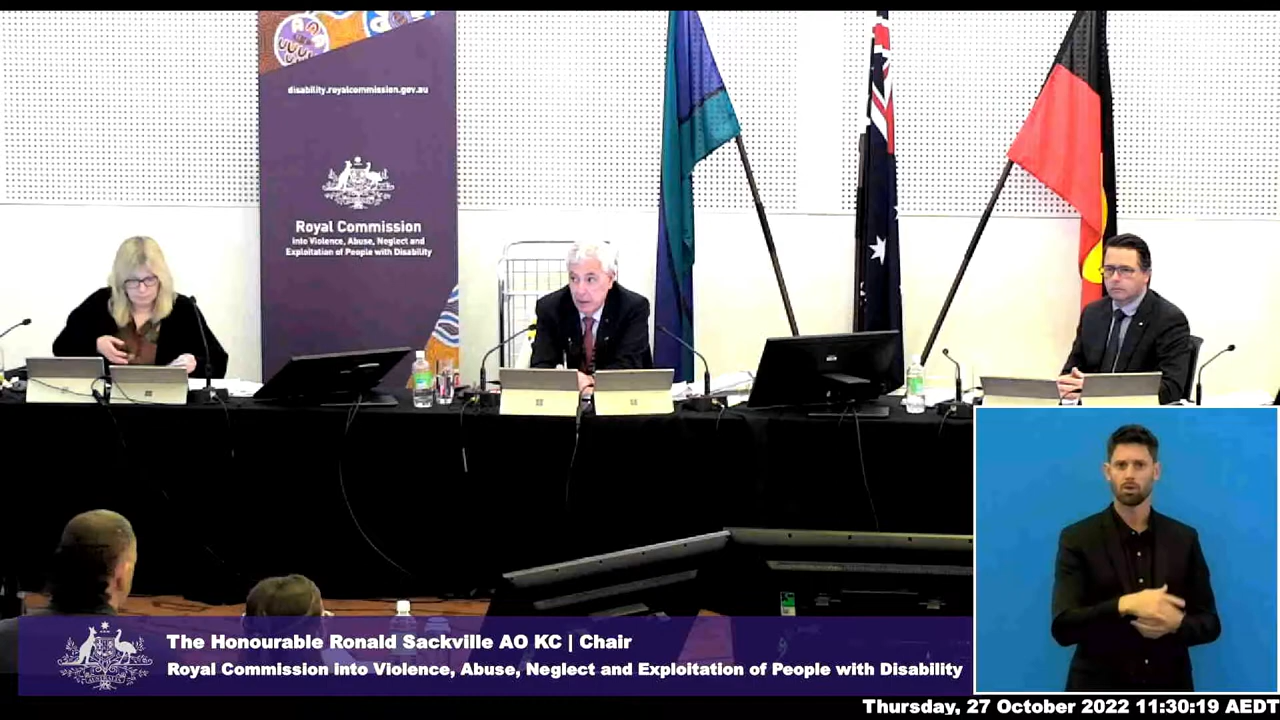 disability.royalcommission.gov.au
Royal Commission
into Violence, Abuse, Neglect and
Exploitation of People with Disability
The Honourable Ronald Sackville AO KC | Chair
Royal Commission into Violence, Abuse, Neglect and Exploitation of People with Disability
AUSTRALIA
Thursday, 27 October 2022 11:30:19 AEDT